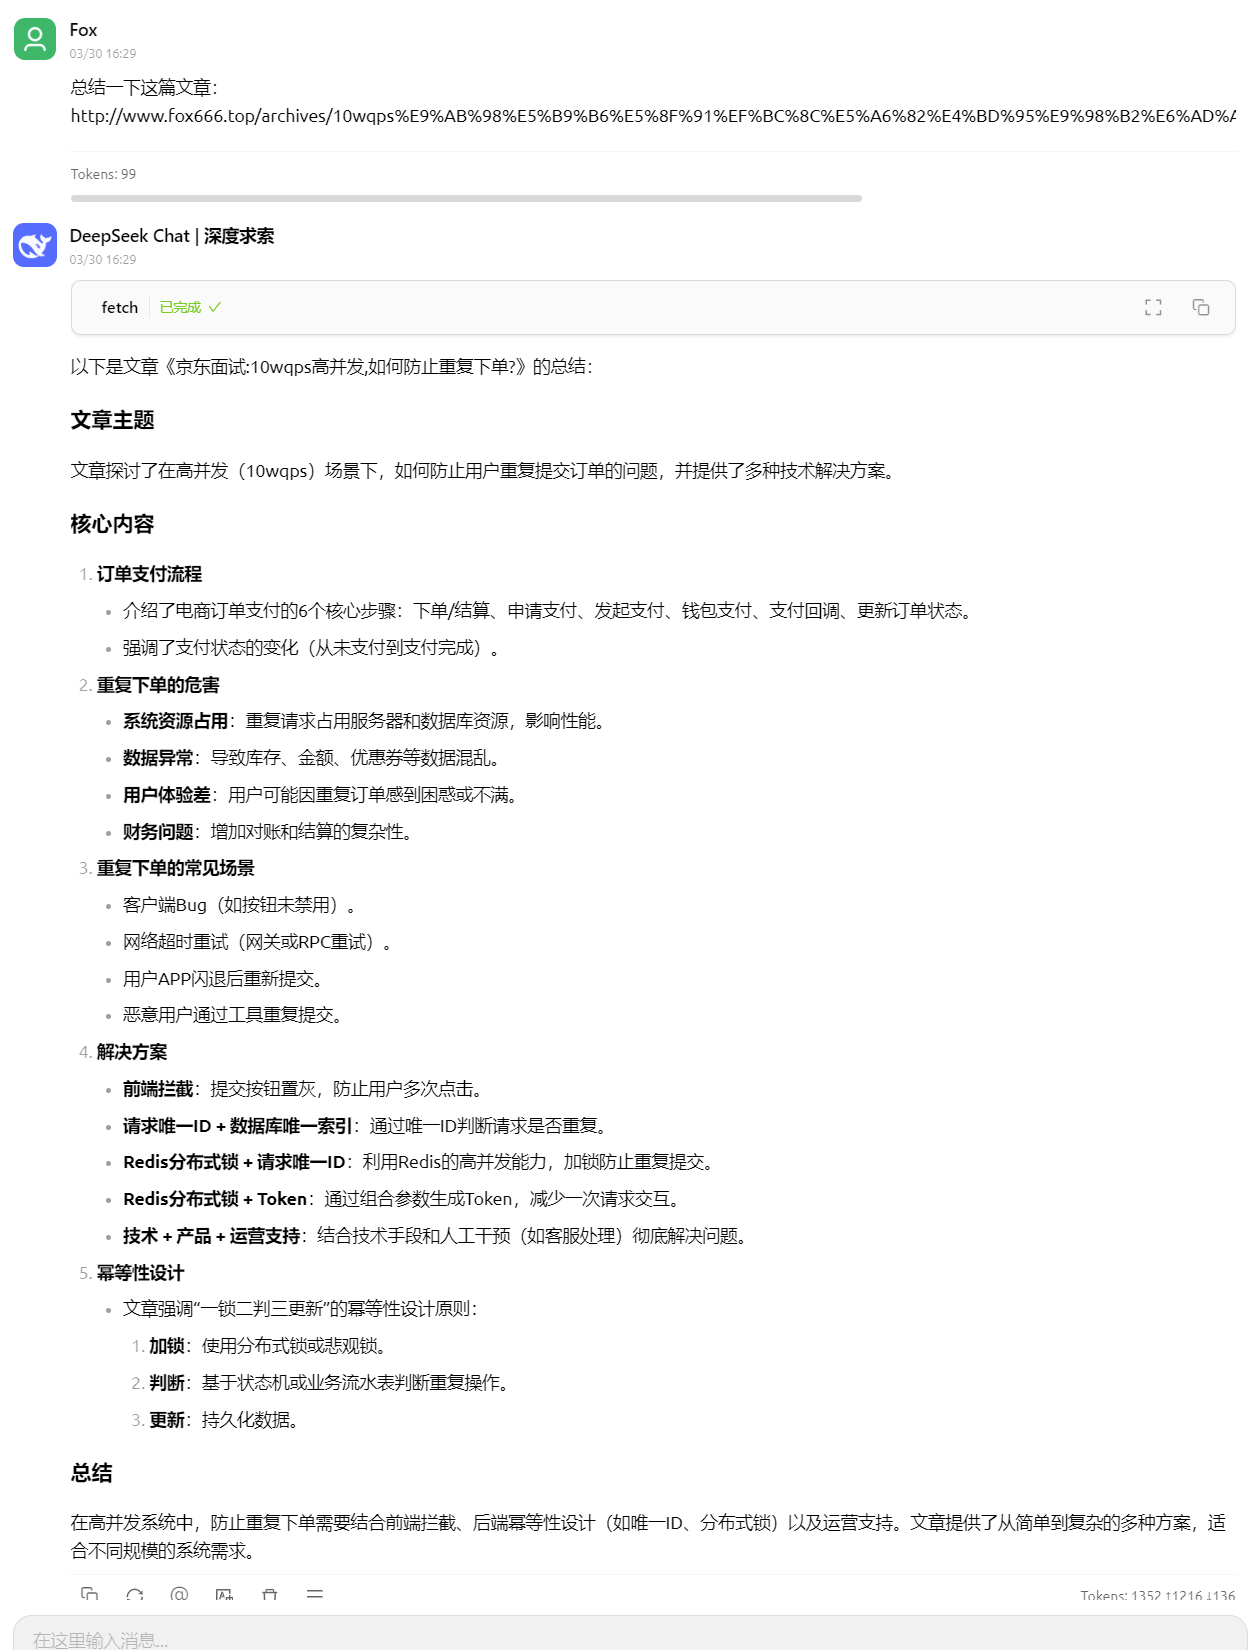 Fox
03/30 16:29
总结一下这篇文章：
http://www.fox666.top/archives/10wqps%E9%AB%98%E5%B9%B6%E5%8F%91%EF%BC%8C%E5%A6%82%E4%BD%95%E9%98%B2%E6%AD%A
Tokens: 99
DeepSeek Chat | 深度求索
03/30 16:29
fetch 已完成
以下是文章《京东面试:10wqps高并发,如何防止重复下单?》的总结：
文章主题
文章探讨了在高并发（10wqps）场景下，如何防止用户重复提交订单的问题，并提供了多种技术解决方案。
核心内容
1. 订单支付流程
• 介绍了电商订单支付的6个核心步骤：下单/结算、申请支付、发起支付、钱包支付、支付回调、更新订单状态。
• 强调了支付状态的变化（从未支付到支付完成）。
2. 重复下单的危害
• 系统资源占用：重复请求占用服务器和数据库资源，影响性能。
• 数据异常：导致库存、金额、优惠券等数据混乱。
• 用户体验差：用户可能因重复订单感到困惑或不满。
• 财务问题：增加对账和结算的复杂性。
3. 重复下单的常见场景
• 客户端Bug（如按钮未禁用）。
• 网络超时重试（网关或RPC重试）。
• 用户APP闪退后重新提交。
• 恶意用户通过工具重复提交。
4. 解决方案
• 前端拦截：提交按钮置灰，防止用户多次点击。
• 请求唯一ID + 数据库唯一索引：通过唯一ID判断请求是否重复。
• Redis分布式锁 + 请求唯一ID：利用Redis的高并发能力，加锁防止重复提交。
• Redis分布式锁 + Token：通过组合参数生成Token，减少一次请求交互。
• 技术 + 产品 + 运营支持：结合技术手段和人工干预（如客服处理）彻底解决问题。
5. 幂等性设计
• 文章强调“一锁二判三更新”的幂等性设计原则：
1. 加锁：使用分布式锁或悲观锁。
2. 判断：基于状态机或业务流水表判断重复操作。
3. 更新：持久化数据。
总结
在高并发系统中，防止重复下单需要结合前端拦截、后端幂等性设计（如唯一ID、分布式锁）以及运营支持。文章提供了从简单到复杂的多种方案，适
合不同规模的系统需求。
Tokens: 1352 ↑1216 ↓136
在这里输入消息...